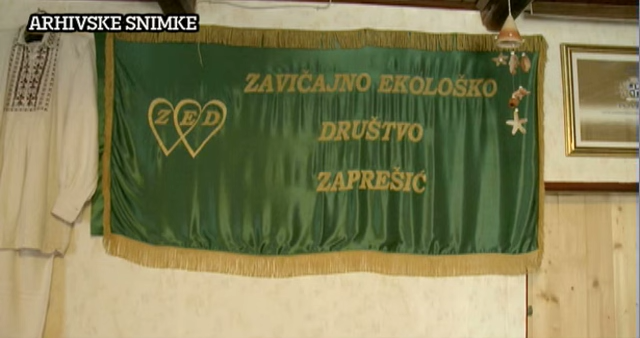 ARHIVSKE SNIMKE
ZAVIČAJNO EKOLOŠKO
ZED
DRUŠTVO
ZAPREŠIĆ